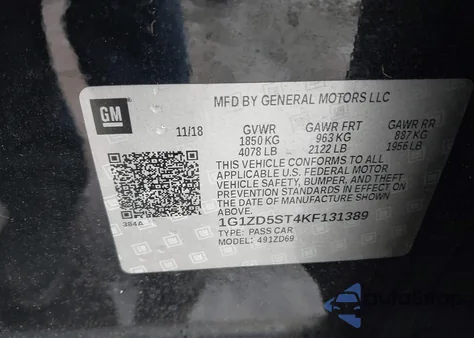 GM
MFD BY GENERAL MOTORS LLC
11/18 GVWR GAWR FRT GAWR RR
1850 KG 963 KG 887 KG
4078 LB 2122 LB 1956 LB
THIS VEHICLE CONFORMS TO ALL
APPLICABLE U.S. FEDERAL MOTOR
VEHICLE SAFETY, BUMPER, AND THEFT
PREVENTION STANDARDS IN EFFECT ON
THE DATE OF MANUFACTURE SHOWN
ABOVE.
1G1ZD5ST4KF131389
384A
TYPE: PASS CAR
MODEL: 491ZD69
AutoStrop